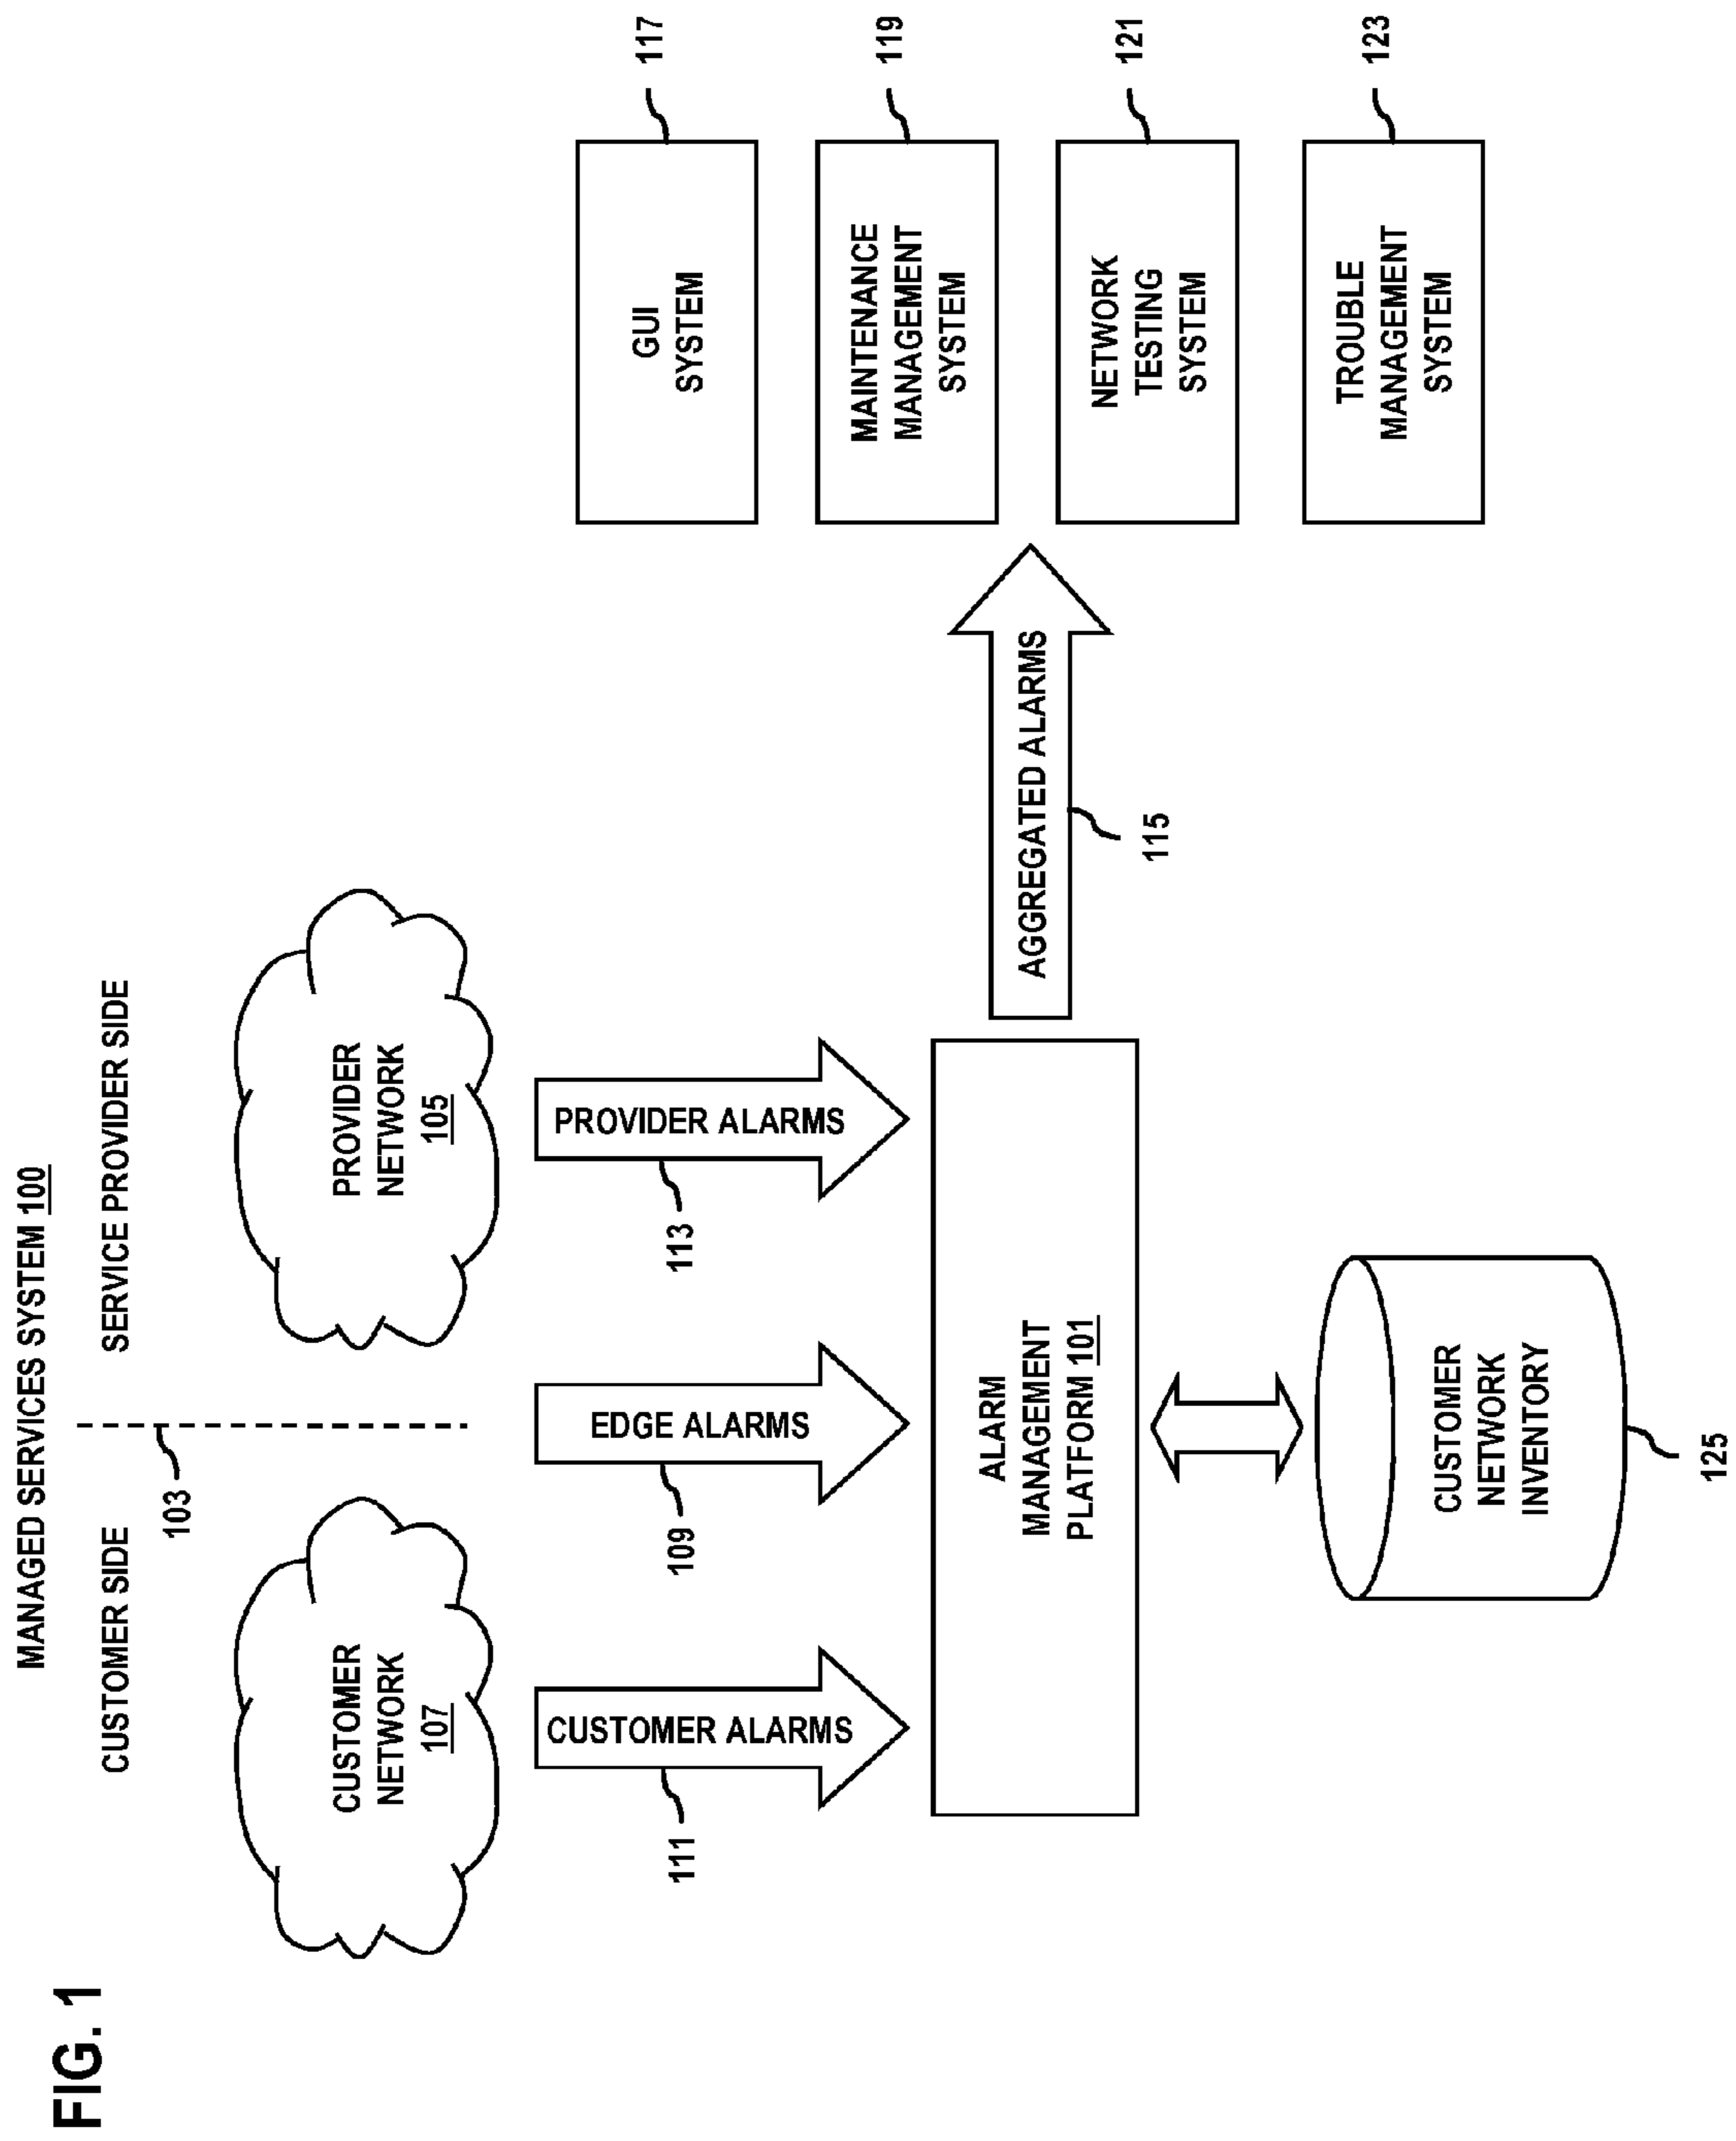 FIG. 1
MANAGED SERVICES SYSTEM 100
CUSTOMER SIDE
SERVICE PROVIDER SIDE
103
CUSTOMER
NETWORK
107
PROVIDER
NETWORK
105
CUSTOMER ALARMS
111
EDGE ALARMS
109
PROVIDER ALARMS
113
ALARM
MANAGEMENT
PLATFORM 101
AGGREGATED ALARMS
115
GUI
SYSTEM
117
MAINTENANCE
MANAGEMENT
SYSTEM
119
NETWORK
TESTING
SYSTEM
121
TROUBLE
MANAGEMENT
SYSTEM
123
CUSTOMER
NETWORK
INVENTORY
125